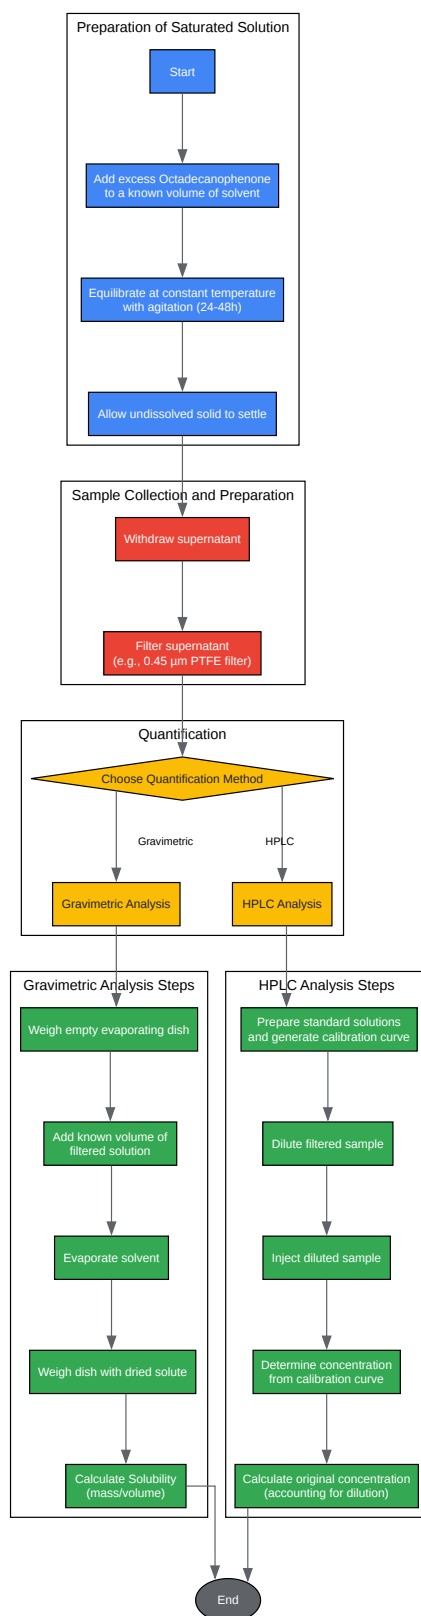 Preparation of Saturated Solution
Start
Add excess Octadecanophenone
to a known volume of solvent
Equilibrate at constant temperature
with agitation (24-48h)
Allow undissolved solid to settle
Sample Collection and Preparation
Withdraw supernatant
Filter supernatant
(e.g., 0.45 µm PTFE filter)
Quantification
Choose Quantification Method
Gravimetric
HPLC
Gravimetric Analysis
HPLC Analysis
Gravimetric Analysis Steps
Weigh empty evaporating dish
Add known volume of
filtered solution
Evaporate solvent
Weigh dish with dried solute
Calculate Solubility
(mass/volume)
HPLC Analysis Steps
Prepare standard solutions
and generate calibration curve
Dilute filtered sample
Inject diluted sample
Determine concentration
from calibration curve
Calculate original concentration
(accounting for dilution)
End